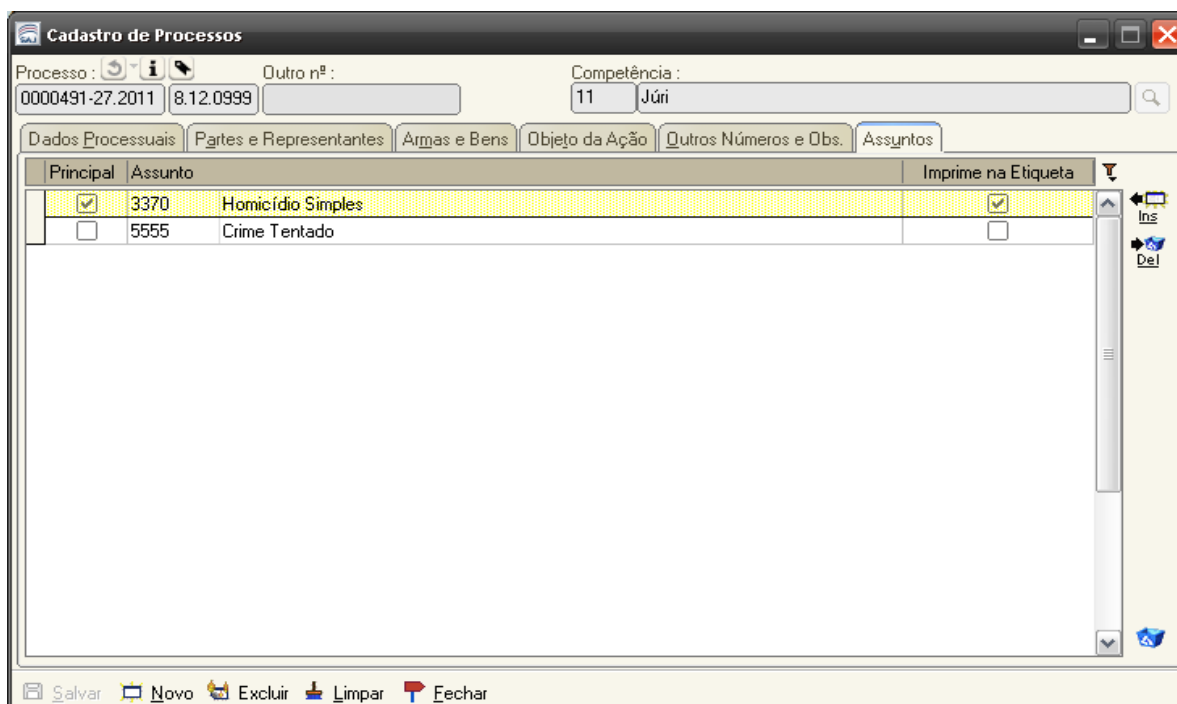 Cadastro de Processos
Processo : Outro nº : Competência :
0000491-27.2011 8.12.0999 11 Júri
Dados Processuais Partes e Representantes Armas e Bens Objeto da Ação Outros Números e Obs. Assuntos
Principal Assunto Imprime na Etiqueta
3370 Homicídio Simples
Ins
5555 Crime Tentado
Del
Salvar Novo Excluir Limpar Fechar